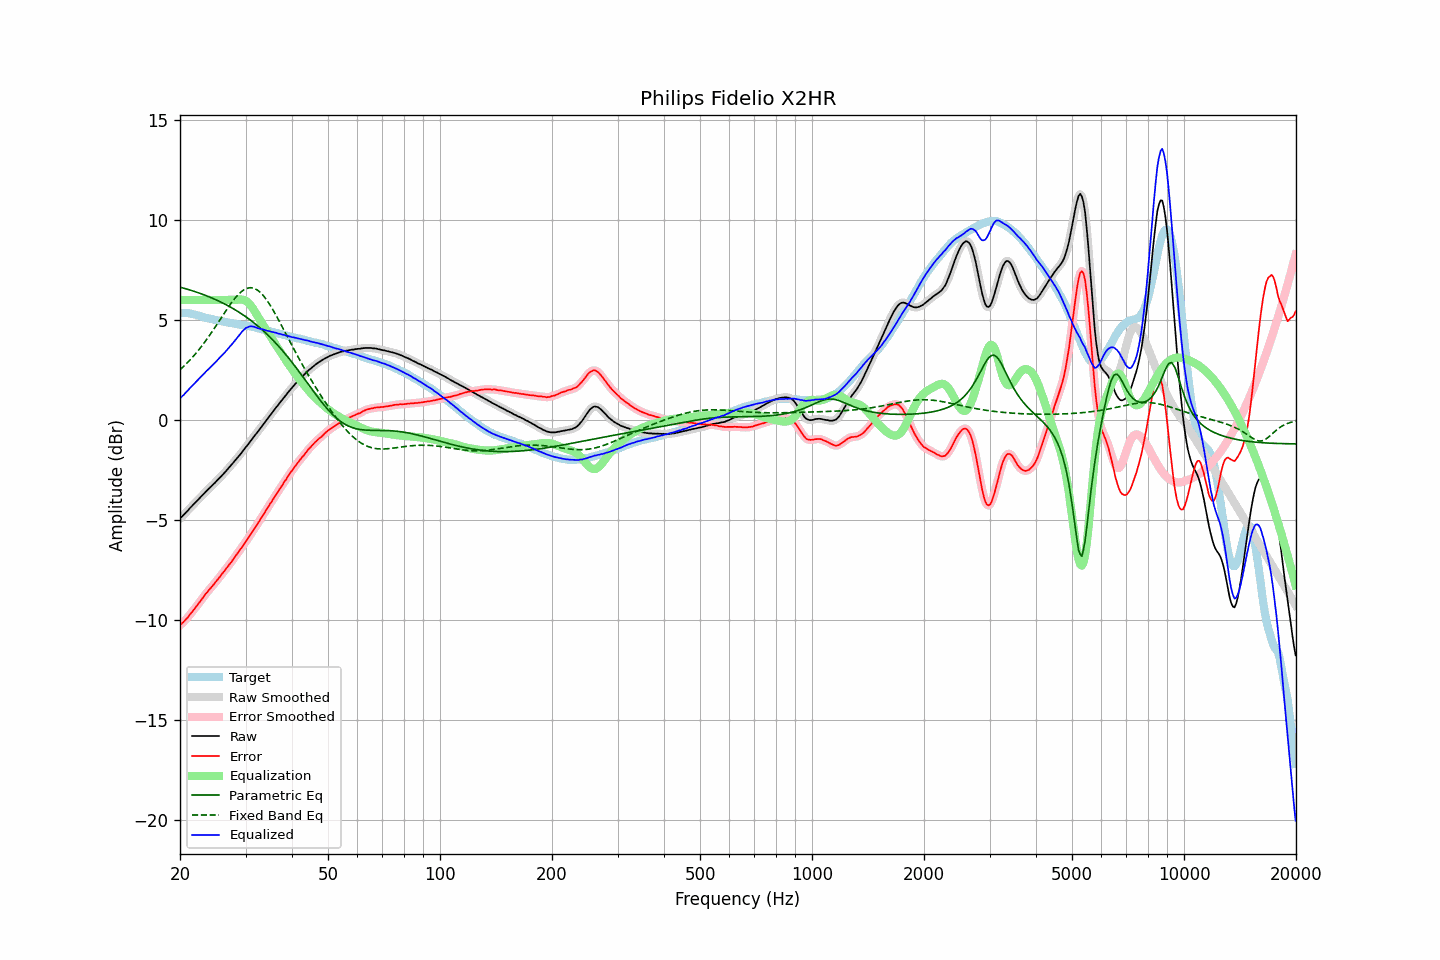 Philips Fidelio X2HR
Amplitude (dBr)
15
10
5
0
−5
−10
−15
−20
Target
Raw Smoothed
Error Smoothed
Raw
Error
Equalization
Parametric Eq
Fixed Band Eq
Equalized
20 50 100 200 500 1000 2000 5000 10000 20000
Frequency (Hz)